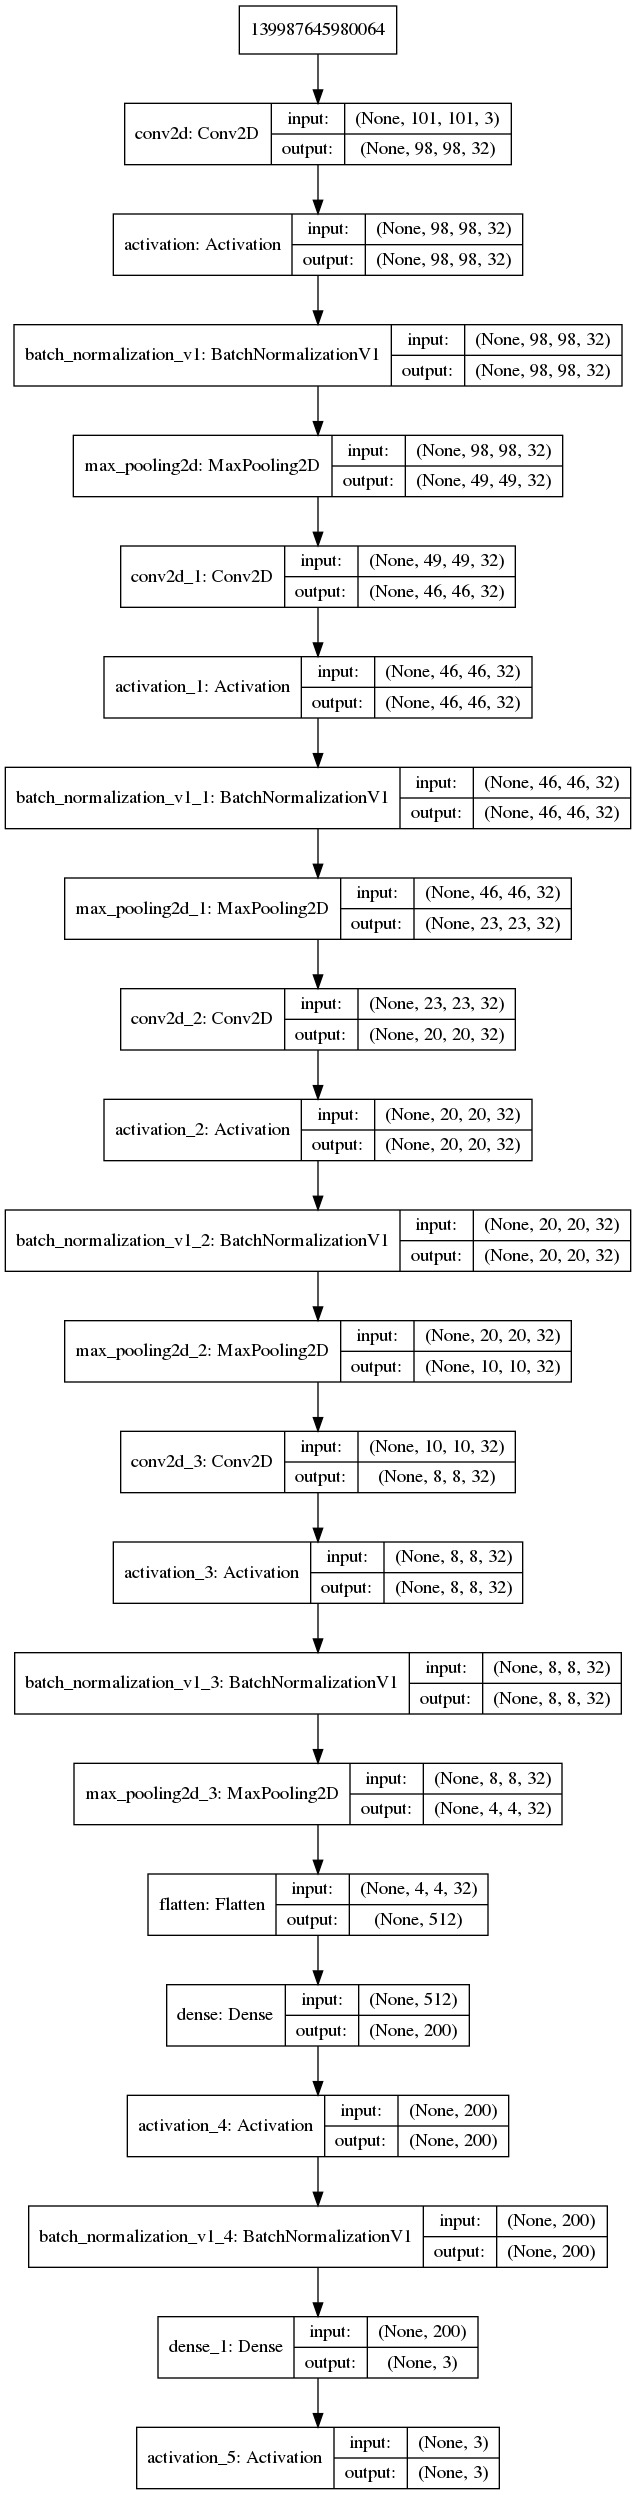 139987645980064
conv2d: Conv2D
input: (None, 101, 101, 3)
output: (None, 98, 98, 32)
activation: Activation
input: (None, 98, 98, 32)
output: (None, 98, 98, 32)
batch_normalization_v1: BatchNormalizationV1
input: (None, 98, 98, 32)
output: (None, 98, 98, 32)
max_pooling2d: MaxPooling2D
input: (None, 98, 98, 32)
output: (None, 49, 49, 32)
conv2d_1: Conv2D
input: (None, 49, 49, 32)
output: (None, 46, 46, 32)
activation_1: Activation
input: (None, 46, 46, 32)
output: (None, 46, 46, 32)
batch_normalization_v1_1: BatchNormalizationV1
input: (None, 46, 46, 32)
output: (None, 46, 46, 32)
max_pooling2d_1: MaxPooling2D
input: (None, 46, 46, 32)
output: (None, 23, 23, 32)
conv2d_2: Conv2D
input: (None, 23, 23, 32)
output: (None, 20, 20, 32)
activation_2: Activation
input: (None, 20, 20, 32)
output: (None, 20, 20, 32)
batch_normalization_v1_2: BatchNormalizationV1
input: (None, 20, 20, 32)
output: (None, 20, 20, 32)
max_pooling2d_2: MaxPooling2D
input: (None, 20, 20, 32)
output: (None, 10, 10, 32)
conv2d_3: Conv2D
input: (None, 10, 10, 32)
output: (None, 8, 8, 32)
activation_3: Activation
input: (None, 8, 8, 32)
output: (None, 8, 8, 32)
batch_normalization_v1_3: BatchNormalizationV1
input: (None, 8, 8, 32)
output: (None, 8, 8, 32)
max_pooling2d_3: MaxPooling2D
input: (None, 8, 8, 32)
output: (None, 4, 4, 32)
flatten: Flatten
input: (None, 4, 4, 32)
output: (None, 512)
dense: Dense
input: (None, 512)
output: (None, 200)
activation_4: Activation
input: (None, 200)
output: (None, 200)
batch_normalization_v1_4: BatchNormalizationV1
input: (None, 200)
output: (None, 200)
dense_1: Dense
input: (None, 200)
output: (None, 3)
activation_5: Activation
input: (None, 3)
output: (None, 3)